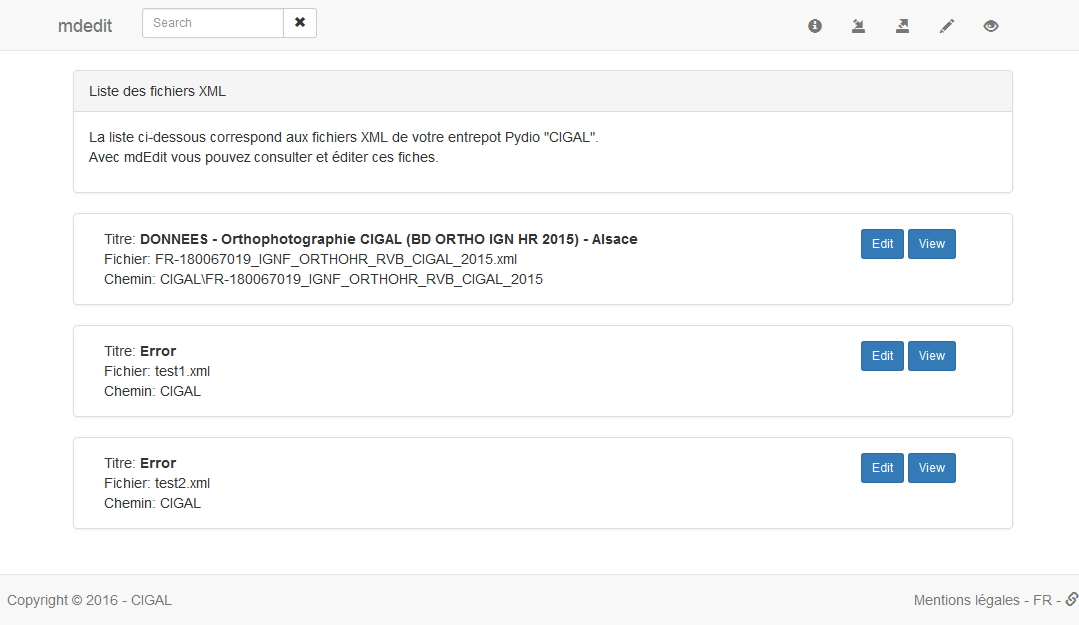 mdedit
Search
Liste des fichiers XML
La liste ci-dessous correspond aux fichiers XML de votre entrepot Pydio "CIGAL".
Avec mdEdit vous pouvez consulter et éditer ces fiches.
Titre: DONNEES - Orthophotographie CIGAL (BD ORTHO IGN HR 2015) - Alsace
Edit View
Fichier: FR-180067019_IGNF_ORTHOHR_RVB_CIGAL_2015.xml
Chemin: CIGAL\FR-180067019_IGNF_ORTHOHR_RVB_CIGAL_2015
Titre: Error
Edit View
Fichier: test1.xml
Chemin: CIGAL
Titre: Error
Edit View
Fichier: test2.xml
Chemin: CIGAL
Copyright © 2016 - CIGAL
Mentions légales - FR -